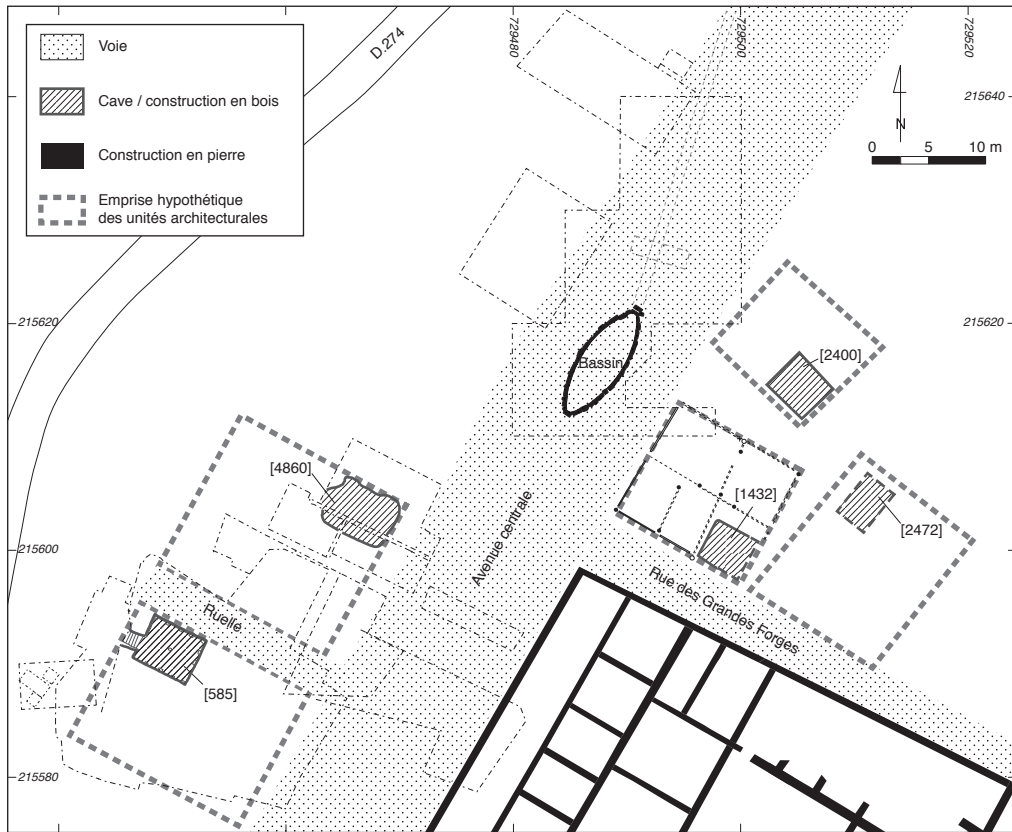 Voie
Cave / construction en bois
Construction en pierre
Emprise hypothétique
des unités architecturales
D.274
729480
729500
729520
215640
N
0 5 10 m
215620
215620
Bassin
[2400]
[4860]
[1432]
[2472]
Avenue centrale
215600
Rue des Grandes Forges
Ruelle
[585]
215580